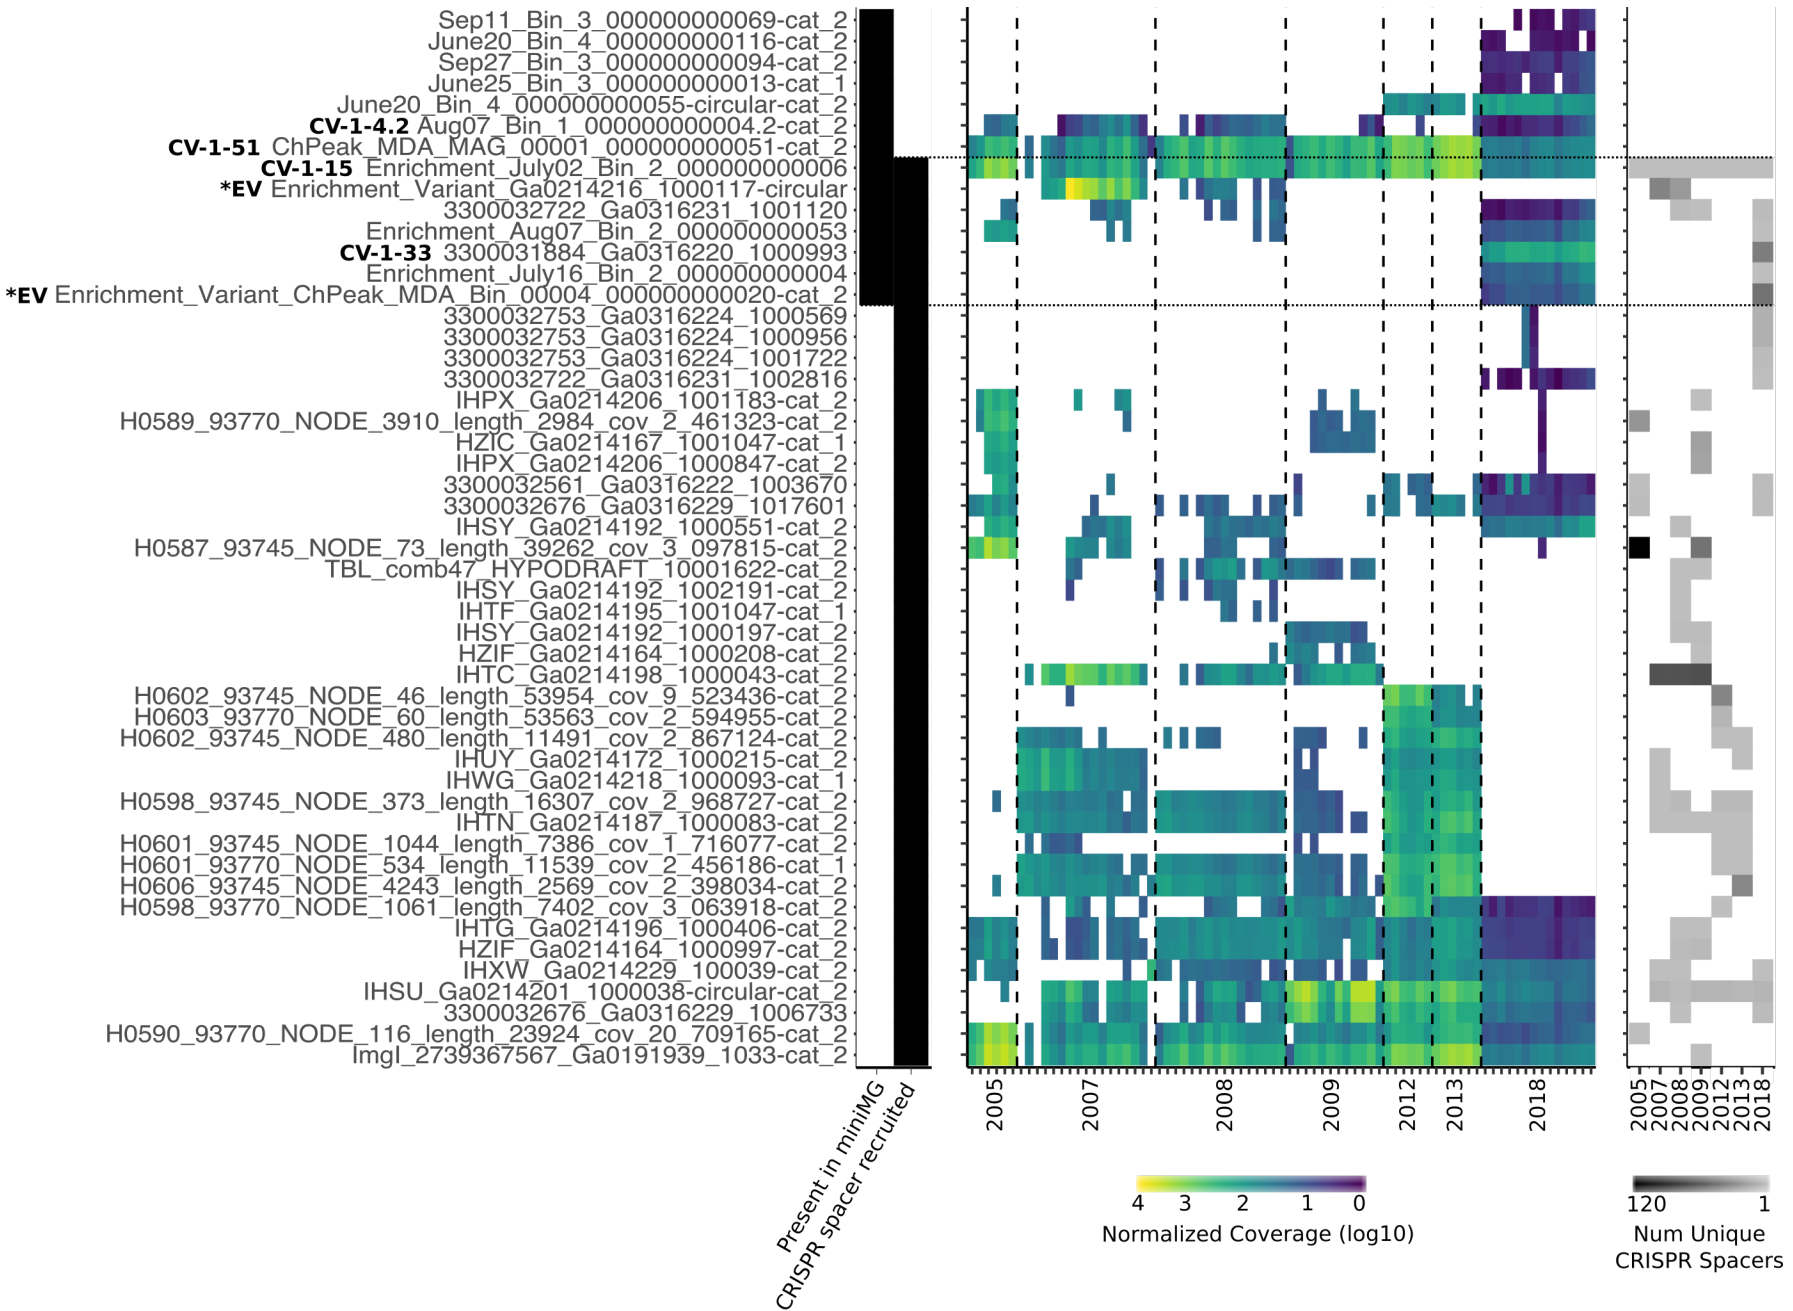 Sep11_Bin_3_000000000069-cat_2
June20_Bin_4_000000000116-cat_2
Sep27_Bin_3_000000000094-cat_2
June25_Bin_3_000000000013-cat_1
June20_Bin_4_000000000055-circular-cat_2
CV-1-4.2 Aug07_Bin_1_000000000004.2-cat_2
CV-1-51 ChPeak_MDA_MAG_00001_000000000051-cat_2
CV-1-15 Enrichment_July02_Bin_2_000000000006
*EV Enrichment_Variant_Ga0214216_1000117-circular
3300032722_Ga0316231_1001120
Enrichment_Aug07_Bin_2_000000000053
CV-1-33 3300031884_Ga0316220_1000993
Enrichment_July16_Bin_2_000000000004
*EV Enrichment_Variant_ChPeak_MDA_Bin_00004_000000000020-cat_2
3300032753_Ga0316224_1000569
3300032753_Ga0316224_1000956
3300032753_Ga0316224_1001722
3300032722_Ga0316231_1002816
IHPX_Ga0214206_1001183-cat_2
H0589_93770_NODE_3910_length_2984_cov_2_461323-cat_2
HZIC_Ga0214167_1001047-cat_1
IHPX_Ga0214206_1000847-cat_2
3300032561_Ga0316222_1003670
3300032676_Ga0316229_1017601
IHSY_Ga0214192_1000551-cat_2
H0587_93745_NODE_73_length_39262_cov_3_097815-cat_2
TBL_comb47_HYPODRAFT_10001622-cat_2
IHSY_Ga0214192_1002191-cat_2
IHTF_Ga0214195_1001047-cat_1
IHSY_Ga0214192_1000197-cat_2
HZIF_Ga0214164_1000208-cat_2
IHTC_Ga0214198_1000043-cat_2
H0602_93745_NODE_46_length_53954_cov_9_523436-cat_2
H0603_93770_NODE_60_length_53563_cov_2_594955-cat_2
H0602_93745_NODE_480_length_11491_cov_2_867124-cat_2
IHUY_Ga0214172_1000215-cat_2
IHWG_Ga0214218_1000093-cat_1
H0598_93745_NODE_373_length_16307_cov_2_968727-cat_2
IHTN_Ga0214187_1000083-cat_2
H0601_93745_NODE_1044_length_7386_cov_1_716077-cat_2
H0601_93770_NODE_534_length_11539_cov_2_456186-cat_1
H0606_93745_NODE_4243_length_2569_cov_2_398034-cat_2
H0598_93770_NODE_1061_length_7402_cov_3_063918-cat_2
IHTG_Ga0214196_1000406-cat_2
HZIF_Ga0214164_1000997-cat_2
IHXW_Ga0214229_100039-cat_2
IHSU_Ga0214201_1000038-circular-cat_2
3300032676_Ga0316229_1006733
H0590_93770_NODE_116_length_23924_cov_20_709165-cat_2
ImgI_2739367567_Ga0191939_1033-cat_2
Present in miniMG
CRISPR spacer recruited
2005 2007 2008 2009 2012 2013 2018
2005 2007 2008 2009 2012 2013 2018
4 3 2 1 0
Normalized Coverage (log10)
120 1
Num Unique
CRISPR Spacers